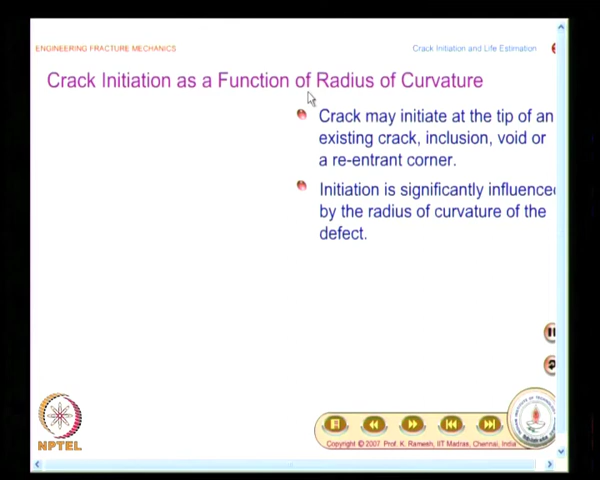 ENGINEERING FRACTURE MECHANICS
Crack Initiation and Life Estimation
Crack Initiation as a Function of Radius of Curvature
Crack may initiate at the tip of an
existing crack, inclusion, void or
a re-entrant corner.
Initiation is significantly influenced
by the radius of curvature of the
defect.
NPTEL
Copyright © 2007 Prof. K. Ramesh, IIT Madras, Chennai, India